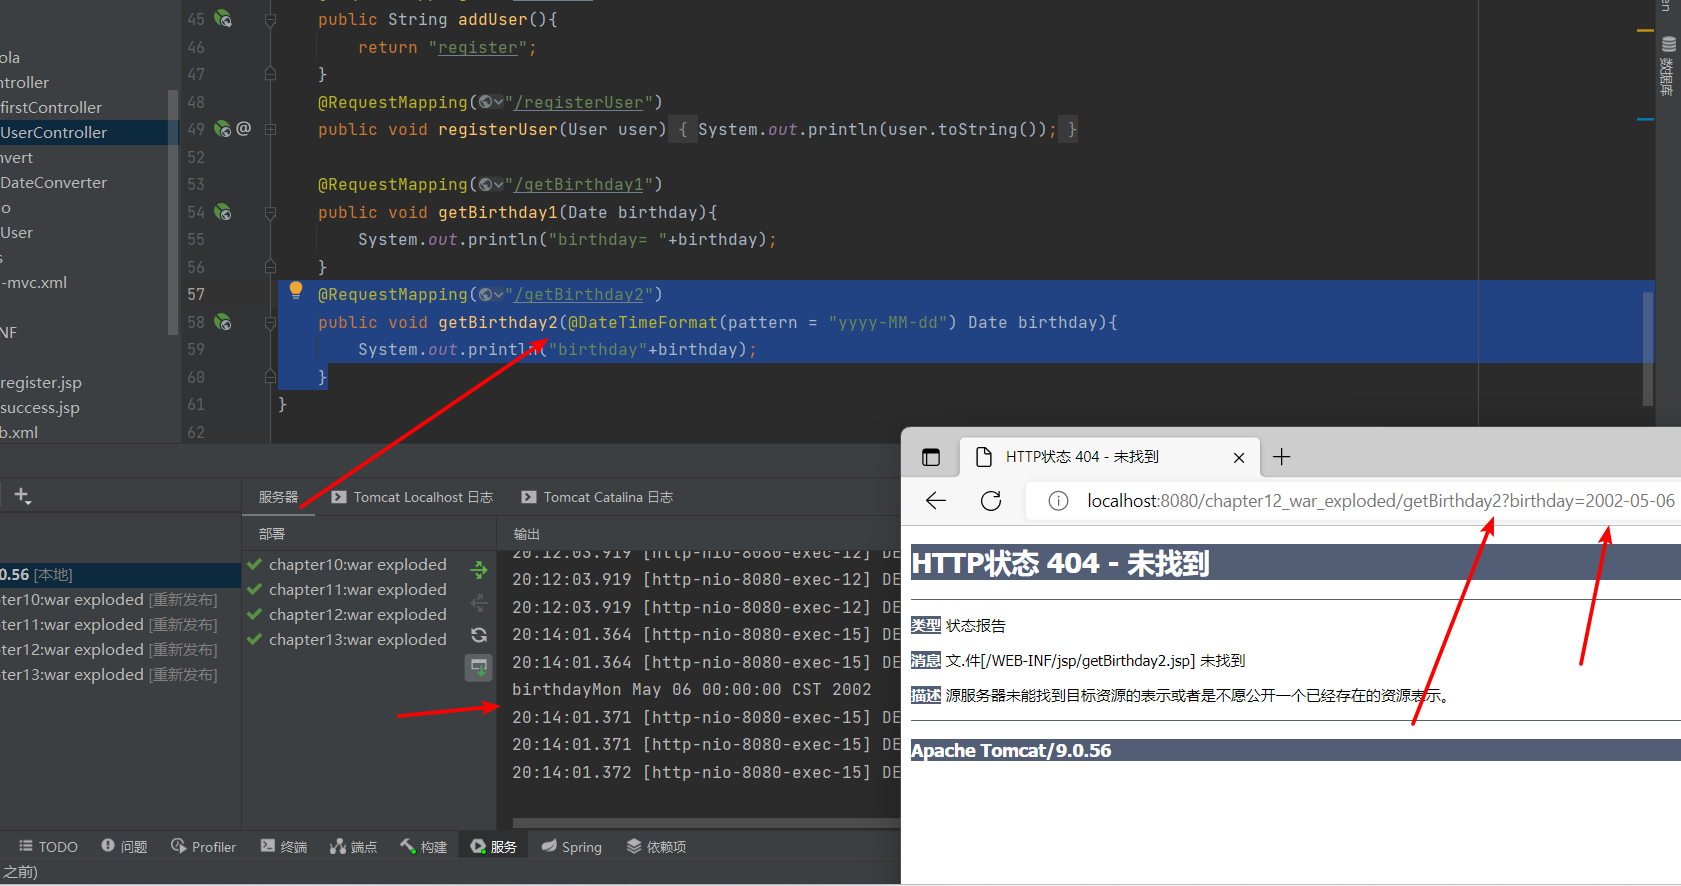 45 public String addUser(){
46 return "register";
47 }
48 @RequestMapping("/registerUser")
49 public void registerUser(User user) { System.out.println(user.toString()); }
52
53 @RequestMapping("/getBirthday1")
54 public void getBirthday1(Date birthday){
55 System.out.println("birthday= "+birthday);
56 }
57 @RequestMapping("/getBirthday2")
58 public void getBirthday2(@DateTimeFormat(pattern = "yyyy-MM-dd") Date birthday){
59 System.out.println("birthday"+birthday);
60 }
61 }
62
ola
ntroller
firstController
UserController
nvert
DateConverter
o
User
s
-mvc.xml
NF
register.jsp
success.jsp
b.xml
en
数据库
服务器 Tomcat Localhost 日志 Tomcat Catalina 日志
部署
输出
0.56 [本地]
ter10:war exploded [重新发布]
ter11:war exploded [重新发布]
ter12:war exploded [重新发布]
ter13:war exploded [重新发布]
chapter10:war exploded
chapter11:war exploded
chapter12:war exploded
chapter13:war exploded
20:12:03.919 [http-nio-8080-exec-12] DE
20:12:03.919 [http-nio-8080-exec-12] DE
20:12:03.919 [http-nio-8080-exec-12] DE
20:14:01.364 [http-nio-8080-exec-15] DE
20:14:01.364 [http-nio-8080-exec-15] DE
birthdayMon May 06 00:00:00 CST 2002
20:14:01.371 [http-nio-8080-exec-15] DE
20:14:01.371 [http-nio-8080-exec-15] DE
20:14:01.372 [http-nio-8080-exec-15] DE
TODO 问题 Profiler 终端 端点 构建 服务 Spring 依赖项
之前)
HTTP状态 404 - 未找到
localhost:8080/chapter12_war_exploded/getBirthday2?birthday=2002-05-06
HTTP状态 404 - 未找到
类型 状态报告
消息 文.件[/WEB-INF/jsp/getBirthday2.jsp] 未找到
描述 源服务器未能找到目标资源的表示或者是不愿公开一个已经存在的资源表示。
Apache Tomcat/9.0.56